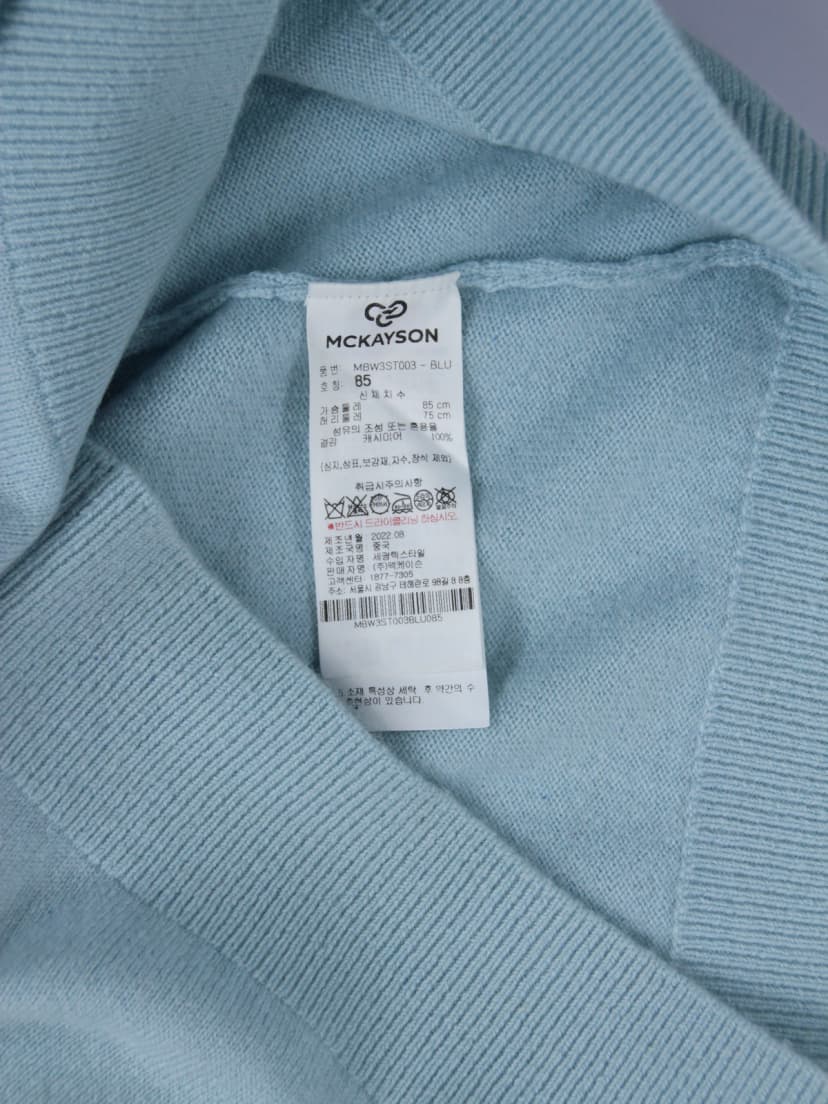 MCKAYSON
품 번: MBW3ST003 - BLU
호 칭: 85
신 체 치 수
가슴둘레 85 cm
허리둘레 75 cm
섬유의 조성 또는 혼용율
겉감 캐시미어 100%
(심지,상표,보강재,자수,장식 제외)
취급시주의사항
※반드시 드라이클리닝 하십시오.
제조년월 2022.08
제조국명 중국
수입자명 세광텍스타일
판매자명 (주)맥케이슨
고객센터: 1877-7305
주소: 서울시 강남구 테헤란로 98길 8 8층
MBW3ST003BLU085
소재 특성상 세탁 후 약간의 수
현상이 있습니다.